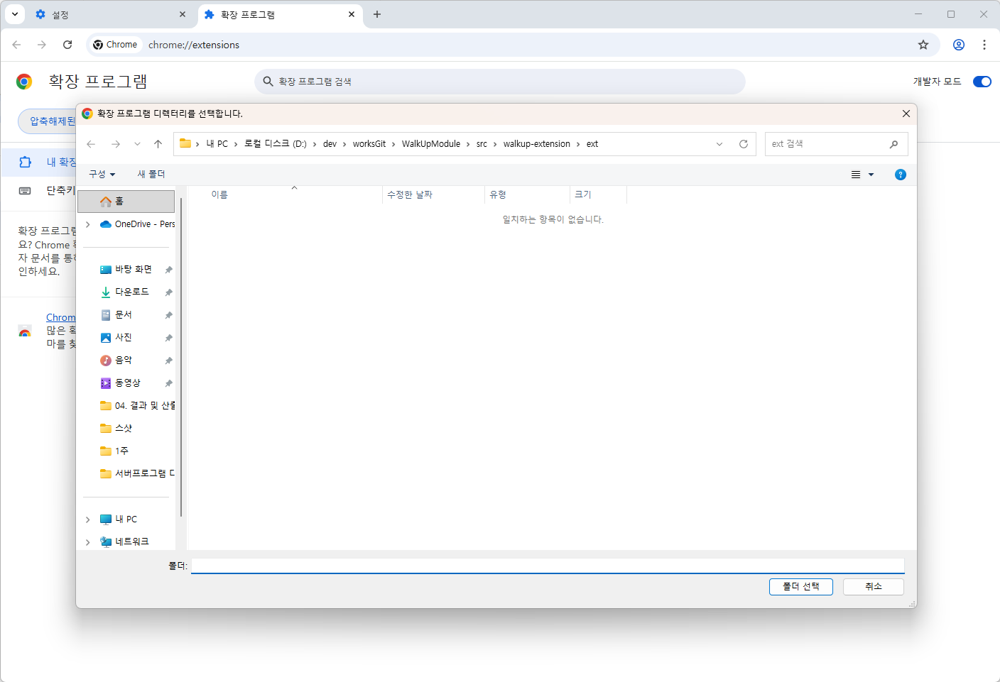 설정
확장 프로그램
Chrome
chrome://extensions
확장 프로그램
확장 프로그램 검색
개발자 모드
압축해제된
확장 프로그램 디렉터리를 선택합니다.
내 PC
로컬 디스크 (D:)
dev
worksGit
WalkUpModule
src
walkup-extension
ext
ext 검색
구성
새 폴더
내 확장
단축키
확장 프로그램
요? Chrome
자 문서를 통해
인하세요.
Chrom
많은 확
마를 찾
홈
OneDrive - Pers
바탕 화면
다운로드
문서
사진
음악
동영상
04. 결과 및 산출
스샷
1주
서버프로그램 디
내 PC
네트워크
이름
수정한 날짜
유형
크기
일치하는 항목이 없습니다.
폴더:
폴더 선택
취소